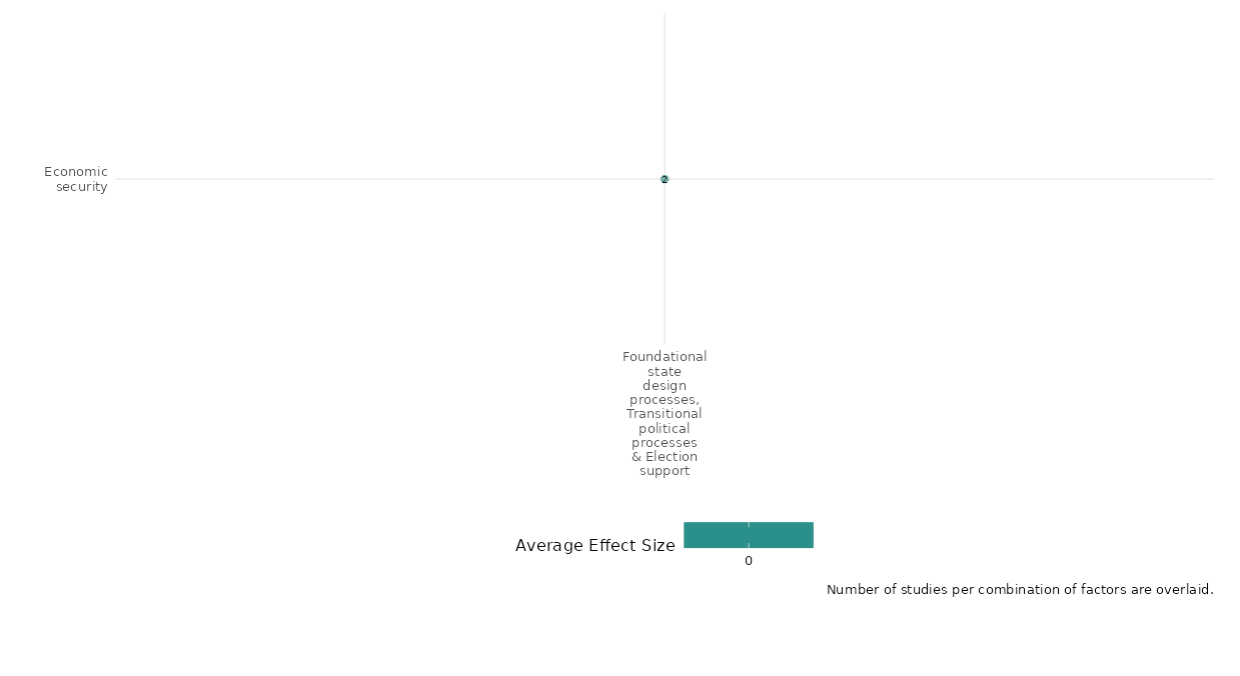 Economic
security
2
Foundational
state
design
processes,
Transitional
political
processes
& Election
support
Average Effect Size
0
Number of studies per combination of factors are overlaid.